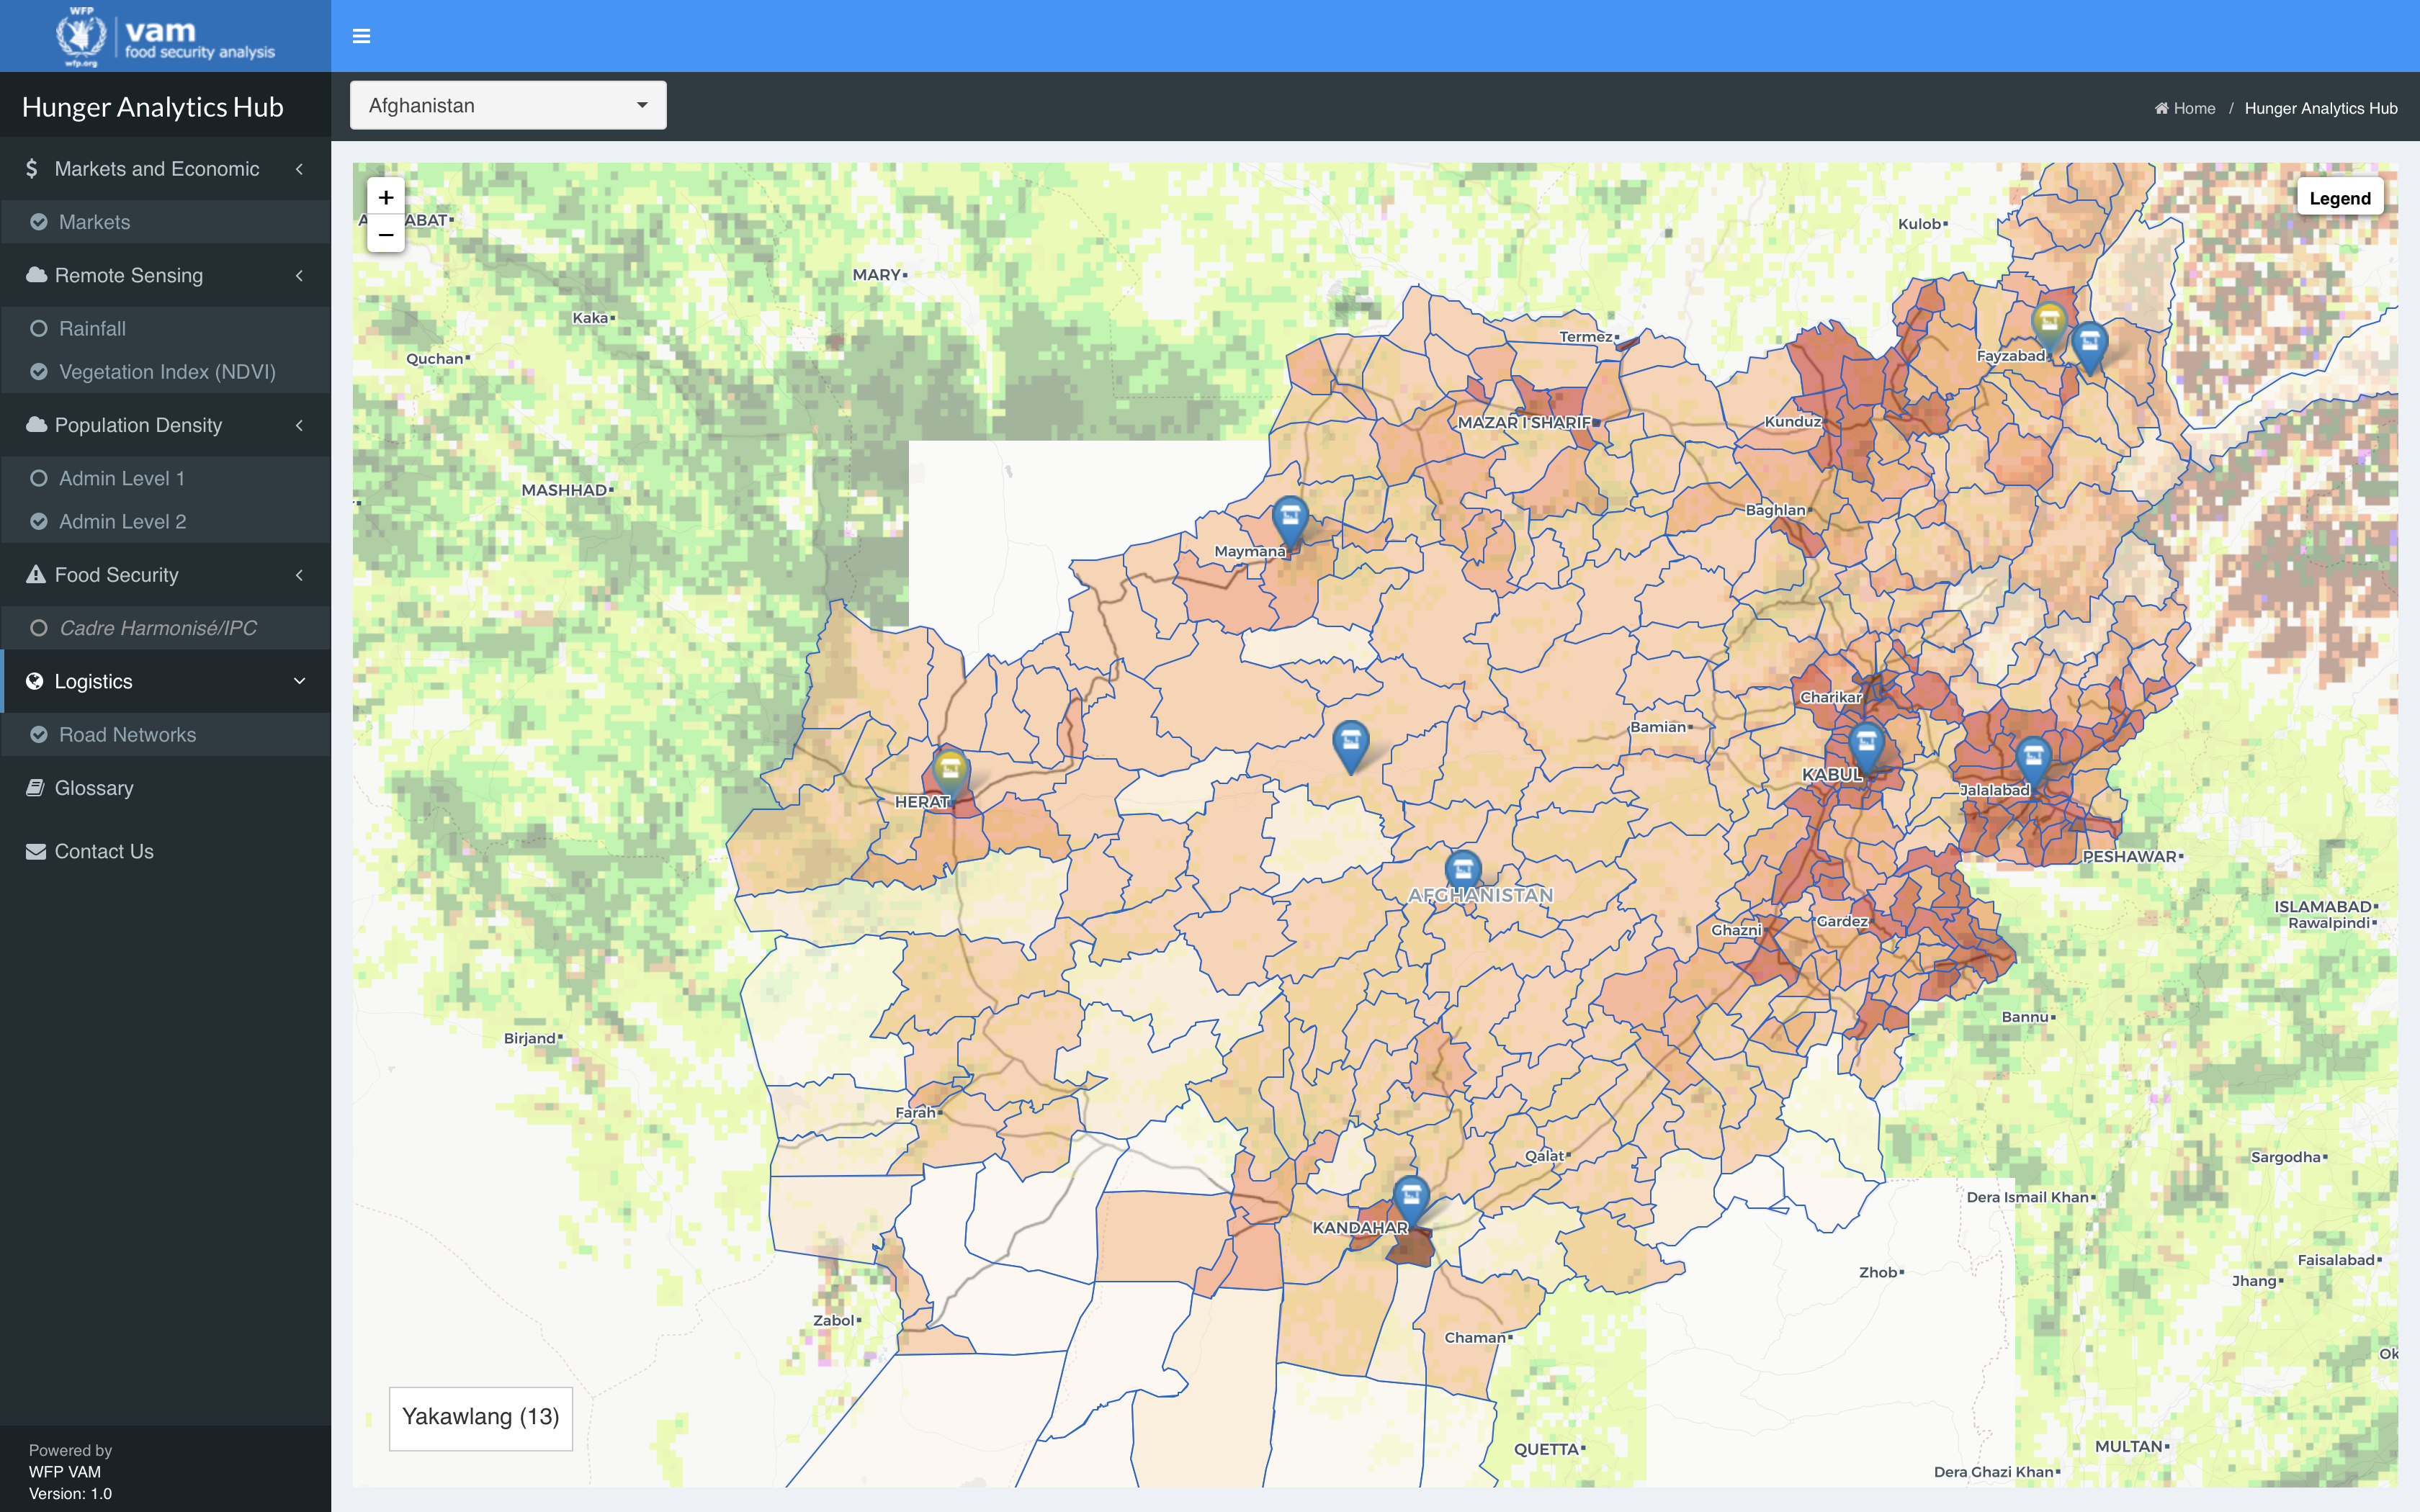 WFP
wfp.org
vam
food security analysis
Hunger Analytics Hub
Afghanistan
Home / Hunger Analytics Hub
$ Markets and Economic
Markets
Remote Sensing
Rainfall
Vegetation Index (NDVI)
Population Density
Admin Level 1
Admin Level 2
Food Security
Cadre Harmonisé/IPC
Logistics
Road Networks
Glossary
Contact Us
Powered by
WFP VAM
Version: 1.0
+
−
Legend
ABAT
Kulob
MARY
Kaka
Termez
Quchan
Fayzabad
MAZAR I SHARIF
Kunduz
MASHHAD
Baghlan
Maymana
Charikar
Bamian
KABUL
Jalalabad
HERAT
PESHAWAR
AFGHANISTAN
ISLAMABAD
Rawalpindi
Gardez
Ghazni
Bannu
Birjand
Farah
Qalat
Sargodha
Dera Ismail Khan
KANDAHAR
Faisalabad
Zhob
Jhang
Zabol
Chaman
Ok
Yakawlang (13)
QUETTA
MULTAN
Dera Ghazi Khan